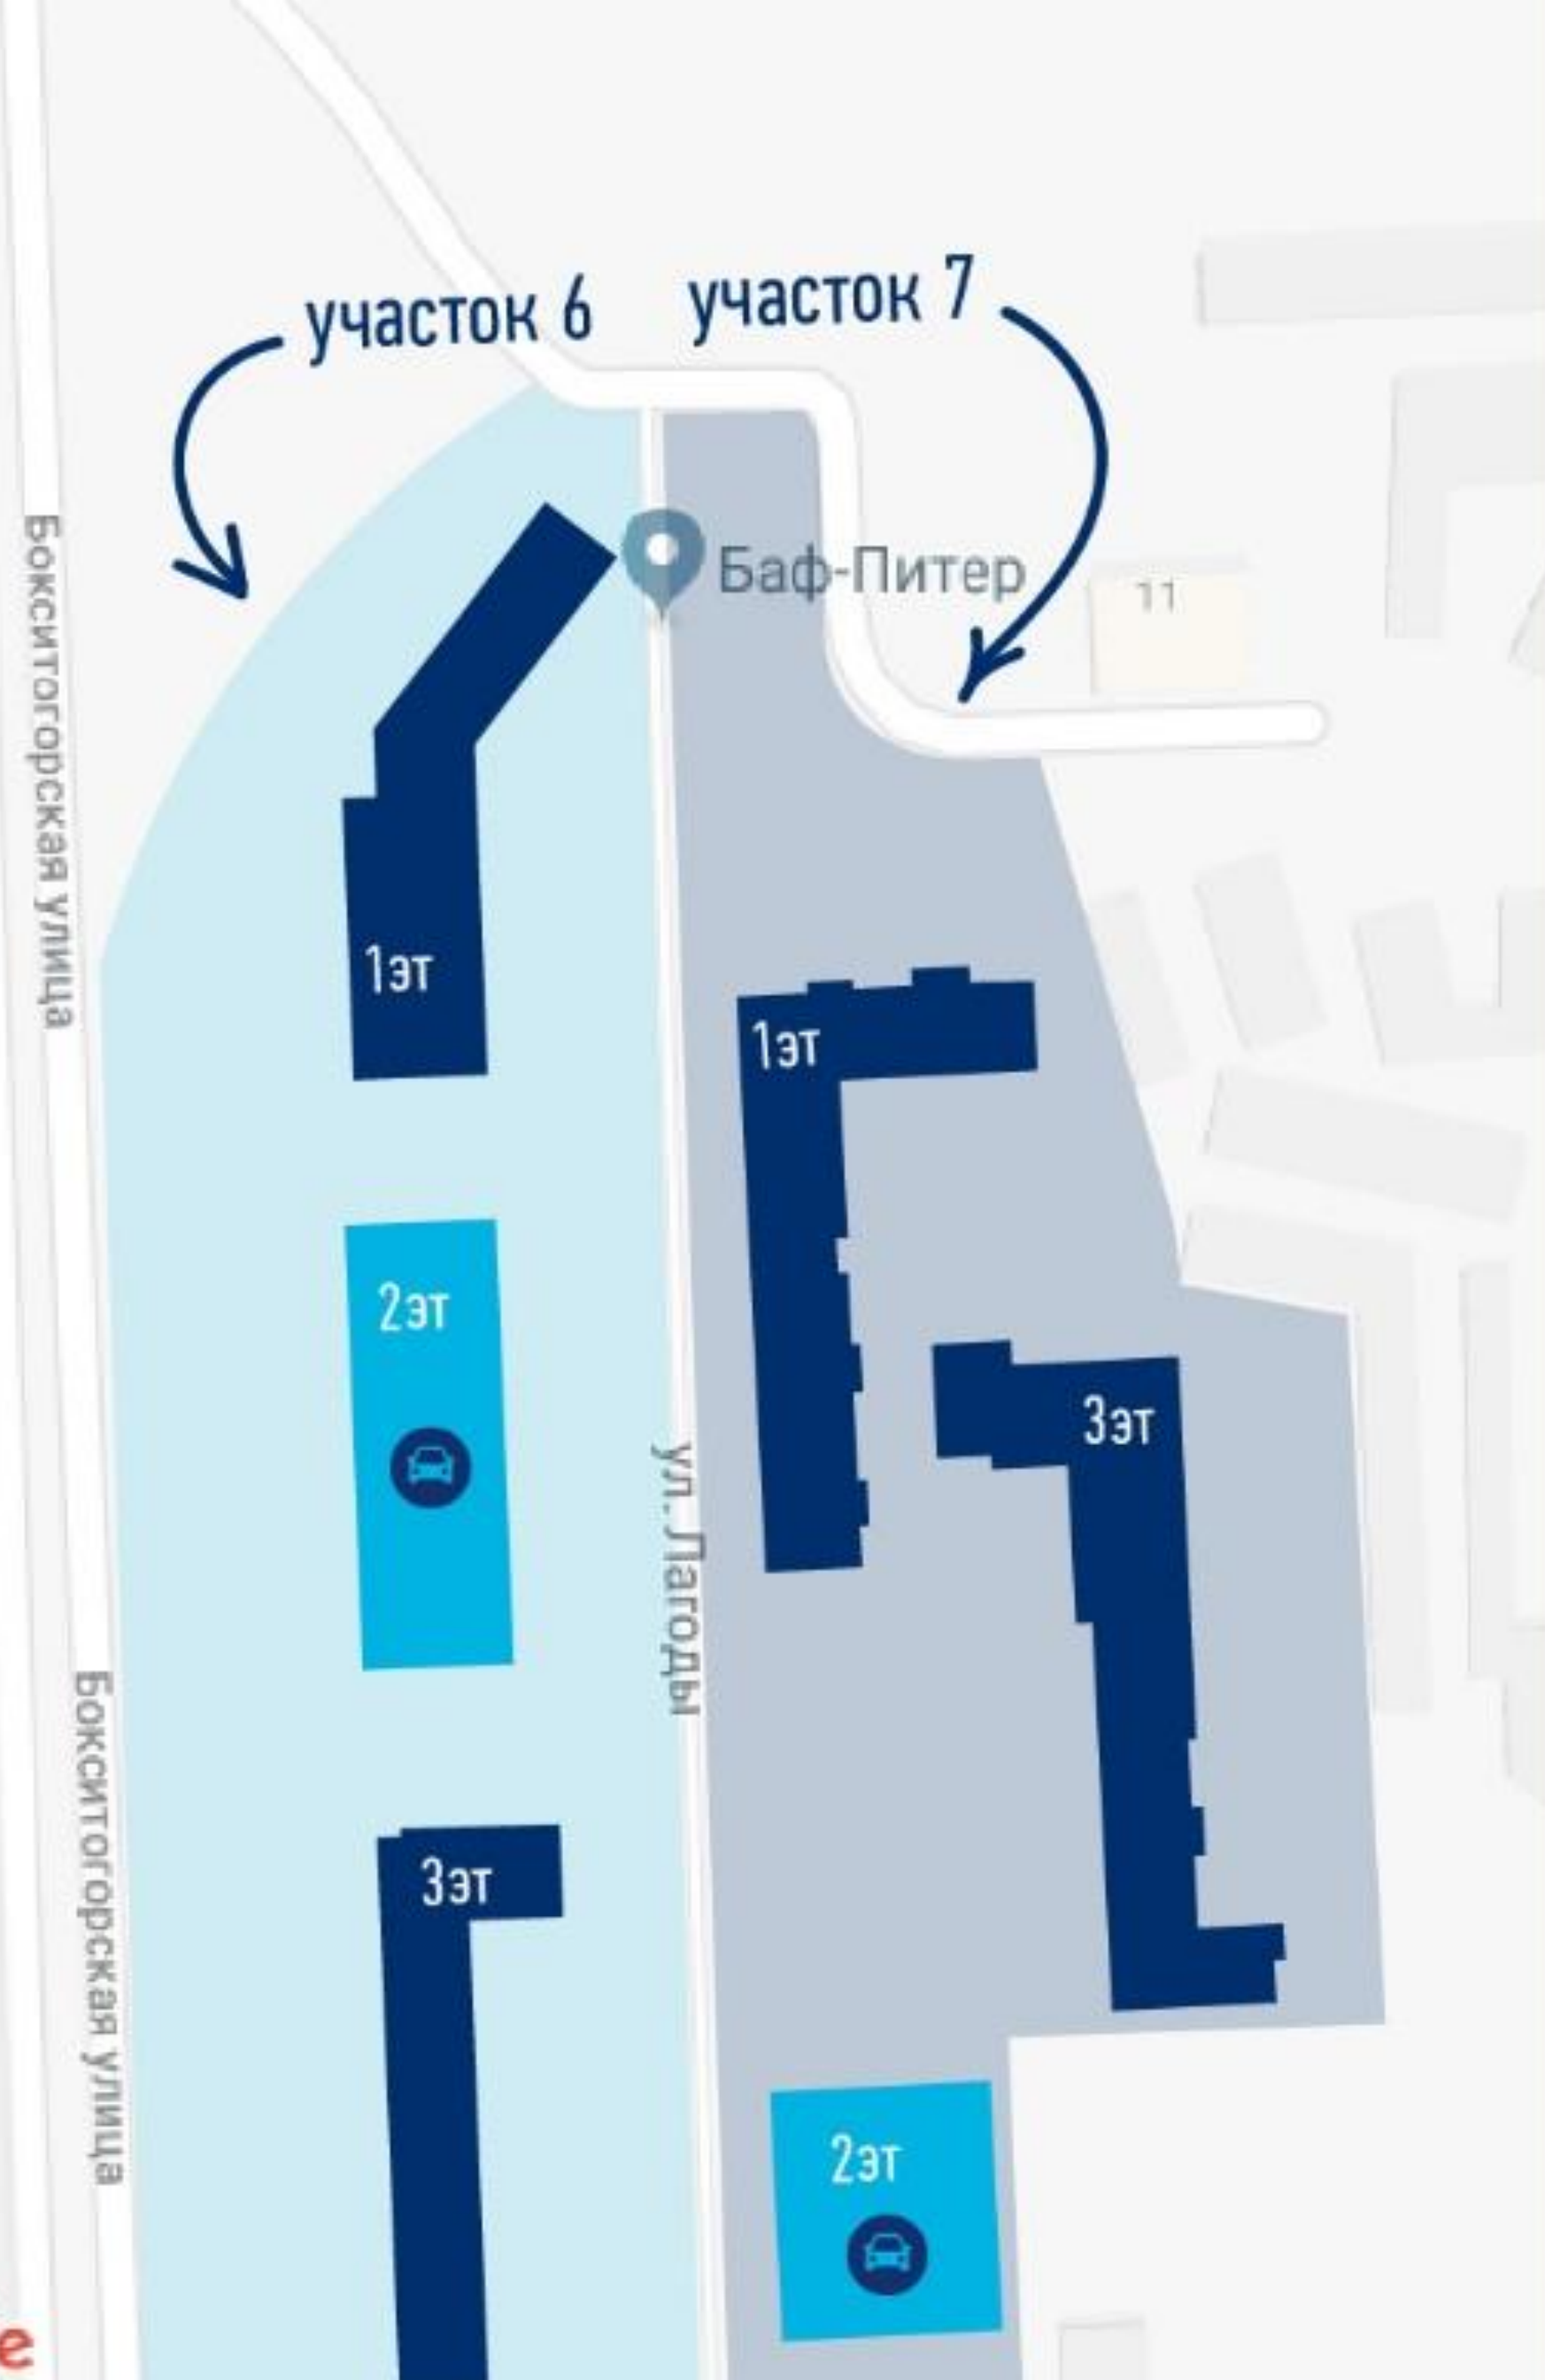 участок 6
участок 7
Баф-Питер
11
Бокситогорская улица
1эт
1эт
2эт
3эт
ул. Лагоды
Бокситогорская улица
3эт
2эт
е